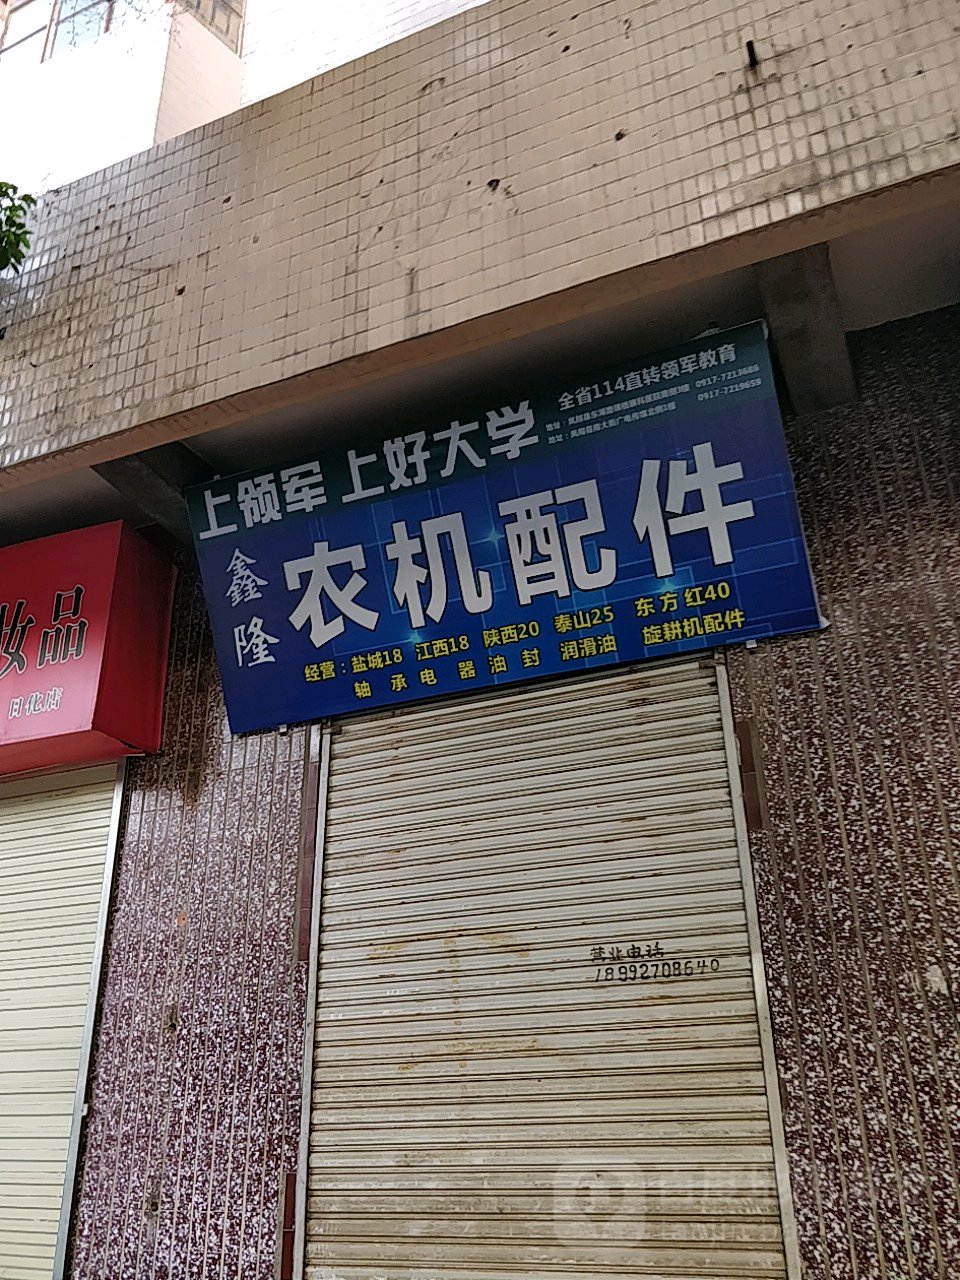 上领军 上好大学
全省114直转领军教育
0917-7213686
0917-7219659
鑫隆
农机配件
经营：盐城18 江西18 陕西20 泰山25 东方红40
轴承 电器 油封 润滑油 旋耕机配件
妆品
日化店
营业电话
18992708640